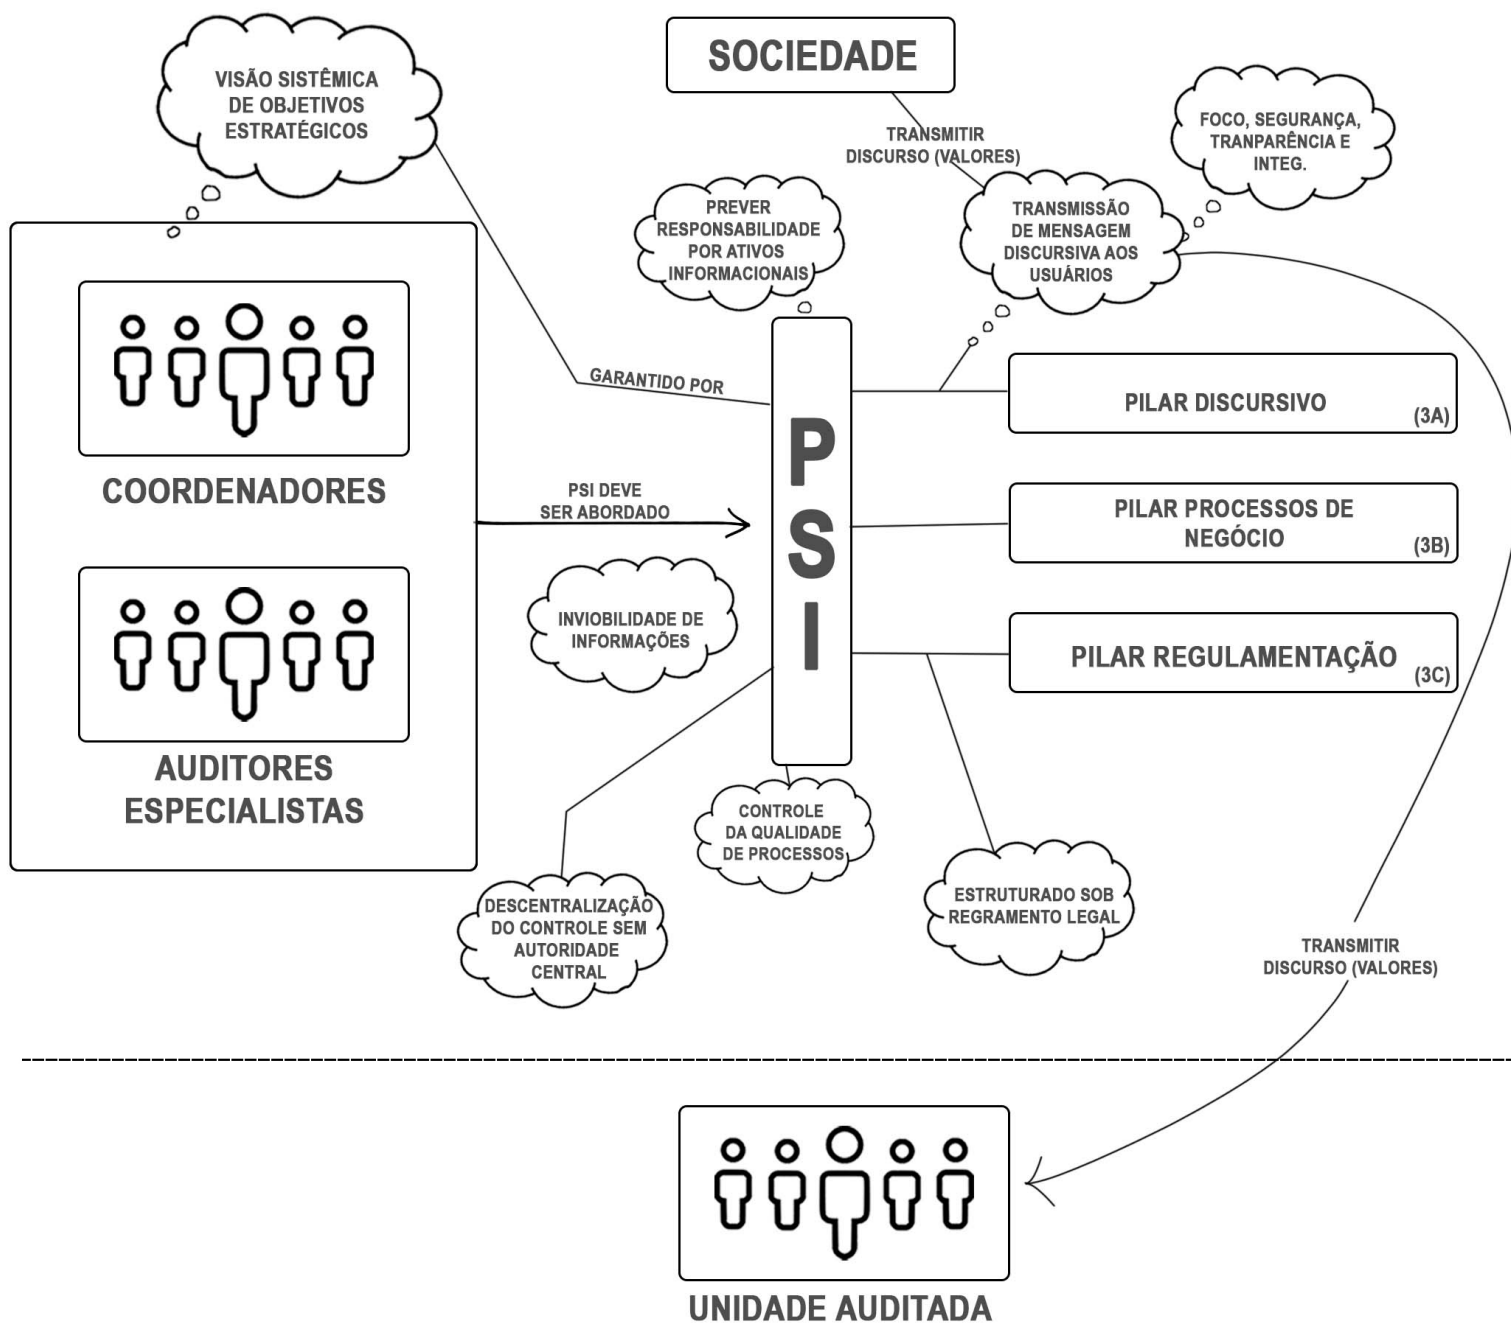 VISÃO SISTÊMICA
DE OBJETIVOS
ESTRATÉGICOS
SOCIEDADE
TRANSMITIR
DISCURSO (VALORES)
FOCO, SEGURANÇA,
TRANPARÊNCIA E
INTEG.
PREVER
RESPONSABILIDADE
POR ATIVOS
INFORMACIONAIS
TRANSMISSÃO
DE MENSAGEM
DISCURSIVA AOS
USUÁRIOS
COORDENADORES
AUDITORES
ESPECIALISTAS
GARANTIDO POR
PSI DEVE
SER ABORDADO
INVIOBILIDADE DE
INFORMAÇÕES
P
S
I
PILAR DISCURSIVO
(3A)
PILAR PROCESSOS DE
NEGÓCIO
(3B)
PILAR REGULAMENTAÇÃO
(3C)
CONTROLE
DA QUALIDADE
DE PROCESSOS
DESCENTRALIZAÇÃO
DO CONTROLE SEM
AUTORIDADE
CENTRAL
ESTRUTURADO SOB
REGRAMENTO LEGAL
TRANSMITIR
DISCURSO (VALORES)
UNIDADE AUDITADA